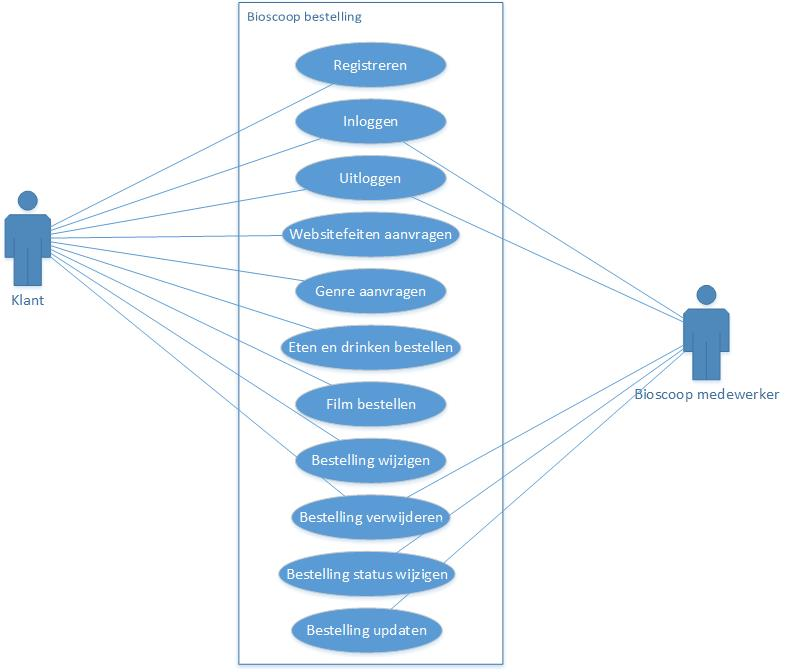 Bioscoop bestelling
Registreren
Inloggen
Uitloggen
Websitefeiten aanvragen
Genre aanvragen
Eten en drinken bestellen
Film bestellen
Bestelling wijzigen
Bestelling verwijderen
Bestelling status wijzigen
Bestelling updaten
Klant
Bioscoop medewerker